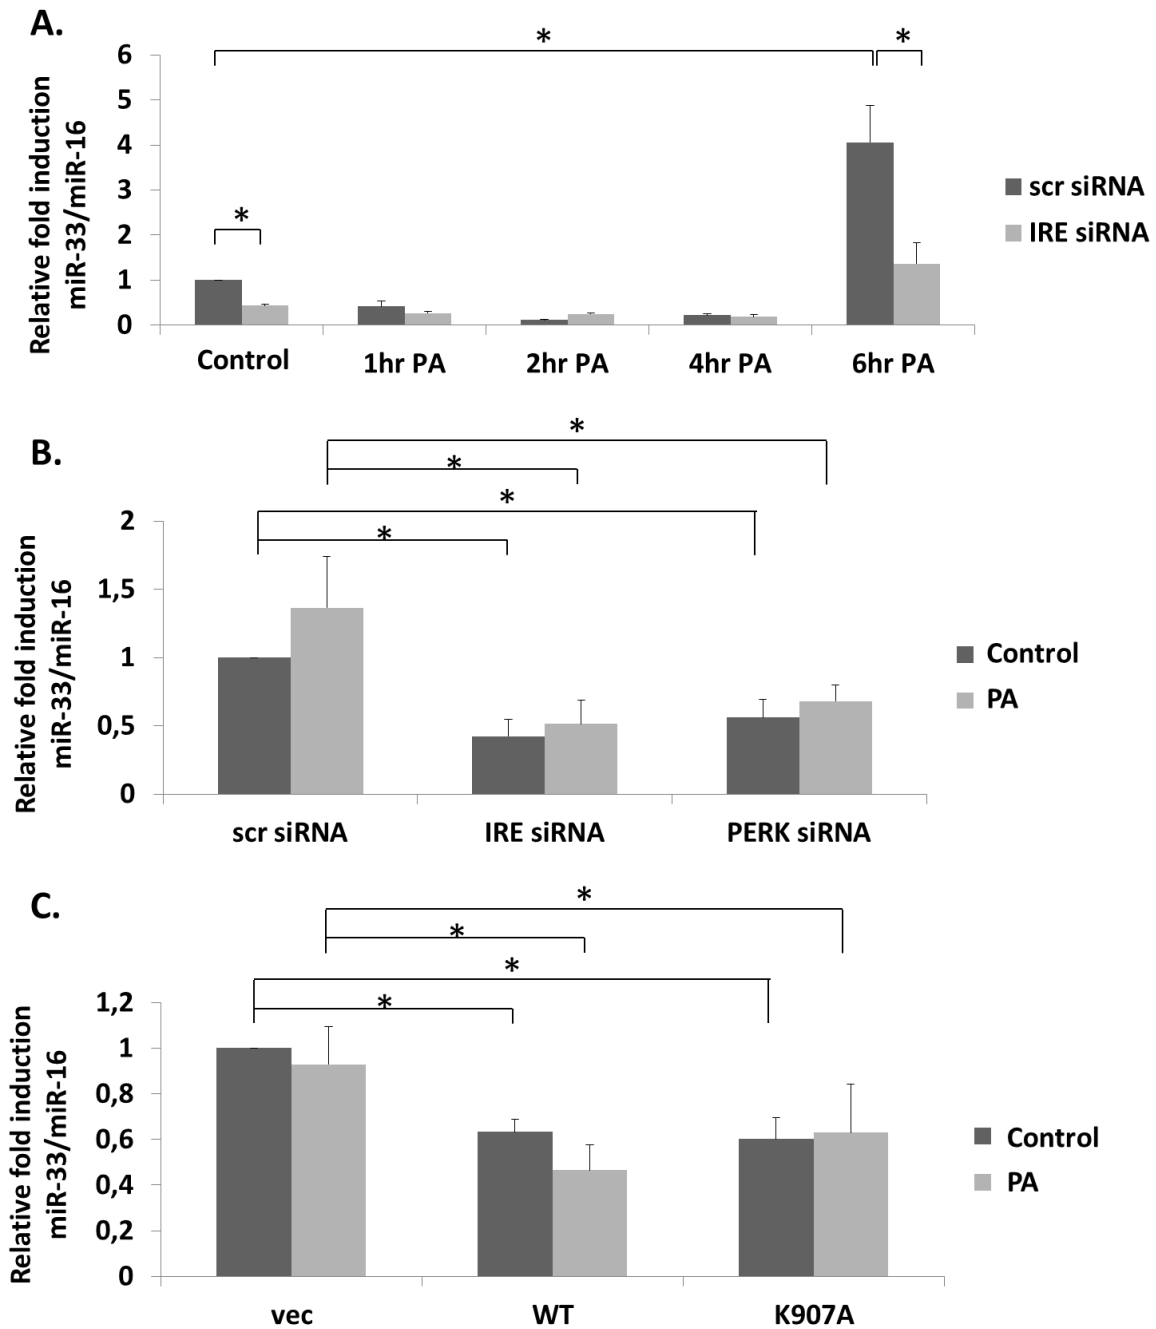 A.
*
*
6
5
4
3
2
1
0
*
Relative fold induction
miR-33/miR-16
scr siRNA
IRE siRNA
Control
1hr PA
2hr PA
4hr PA
6hr PA
B.
*
*
*
*
2
1,5
1
0,5
0
Relative fold induction
miR-33/miR-16
Control
PA
scr siRNA
IRE siRNA
PERK siRNA
C.
*
*
*
*
1,2
1
0,8
0,6
0,4
0,2
0
Relative fold induction
miR-33/miR-16
Control
PA
vec
WT
K907A